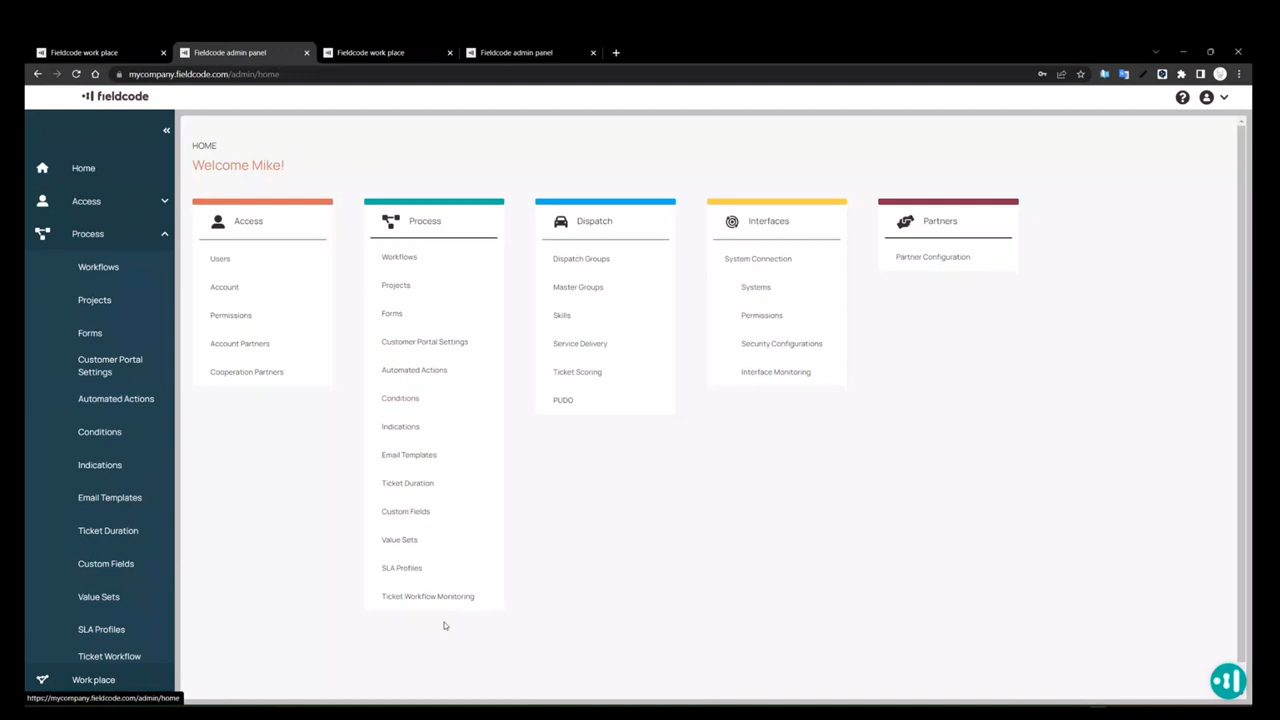 Fieldcode work place
Fieldcode admin panel
Fieldcode work place
Fieldcode admin panel
mycompany.fieldcode.com/admin/home
fieldcode
Home
Access
Process
Workflows
Projects
Forms
Customer Portal
Settings
Automated Actions
Conditions
Indications
Email Templates
Ticket Duration
Custom Fields
Value Sets
SLA Profiles
Ticket Workflow
Work place
https://mycompany.fieldcode.com/admin/home
HOME
Welcome Mike!
Access
Users
Account
Permissions
Account Partners
Cooperation Partners
Process
Workflows
Projects
Forms
Customer Portal Settings
Automated Actions
Conditions
Indications
Email Templates
Ticket Duration
Custom Fields
Value Sets
SLA Profiles
Ticket Workflow Monitoring
Dispatch
Dispatch Groups
Master Groups
Skills
Service Delivery
Ticket Scoring
PUDO
Interfaces
System Connection
Systems
Permissions
Security Configurations
Interface Monitoring
Partners
Partner Configuration